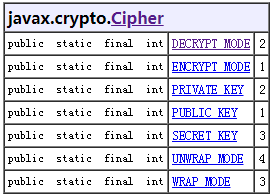 javax.crypto.Cipher
public static final int DECRYPT_MODE 2
public static final int ENCRYPT_MODE 1
public static final int PRIVATE_KEY 2
public static final int PUBLIC_KEY 1
public static final int SECRET_KEY 3
public static final int UNWRAP_MODE 4
public static final int WRAP_MODE 3